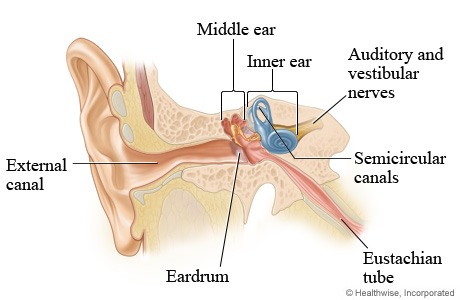 Middle ear
Inner ear
Auditory and
vestibular
nerves
External
canal
Semicircular
canals
Eardrum
Eustachian
tube
© Healthwise, Incorporated